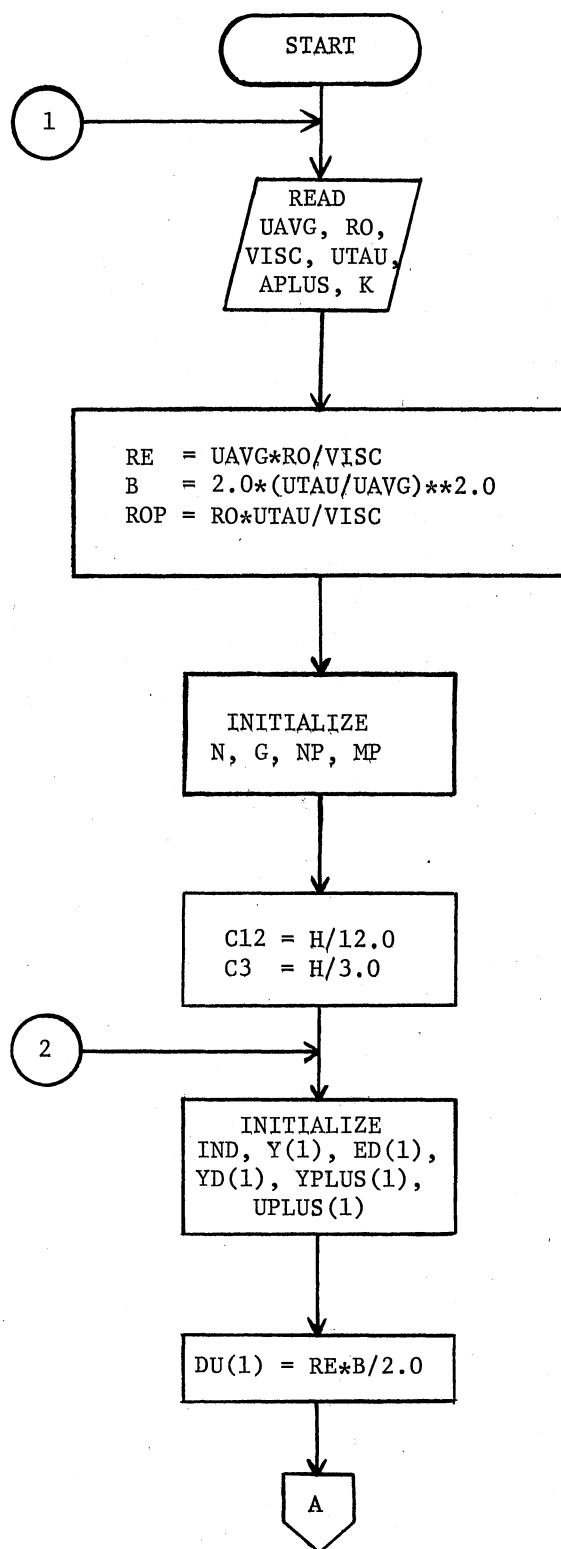 START
1
READ
UAVG, RO,
VISC, UTAU,
APLUS, K
RE = UAVG*RO/VISC
B = 2.0*(UTAU/UAVG)**2.0
ROP = RO*UTAU/VISC
INITIALIZE
N, G, NP, MP
C12 = H/12.0
C3 = H/3.0
2
INITIALIZE
IND, Y(1), ED(1),
YD(1), YPLUS(1),
UPLUS(1)
DU(1) = RE*B/2.0
A